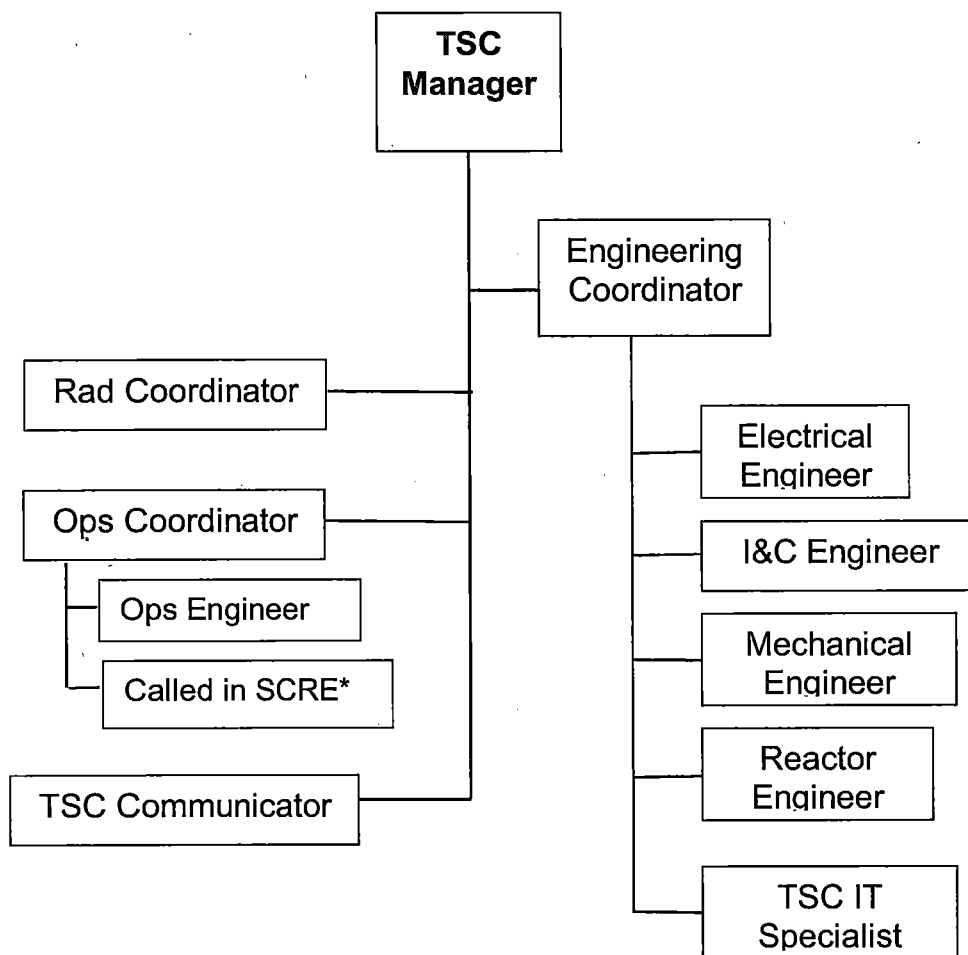 TSC
Manager
Engineering
Coordinator
Rad Coordinator
Ops Coordinator
Ops Engineer
Called in SCRE*
TSC Communicator
Electrical
Engineer
I&C Engineer
Mechanical
Engineer
Reactor
Engineer
TSC IT
Specialist